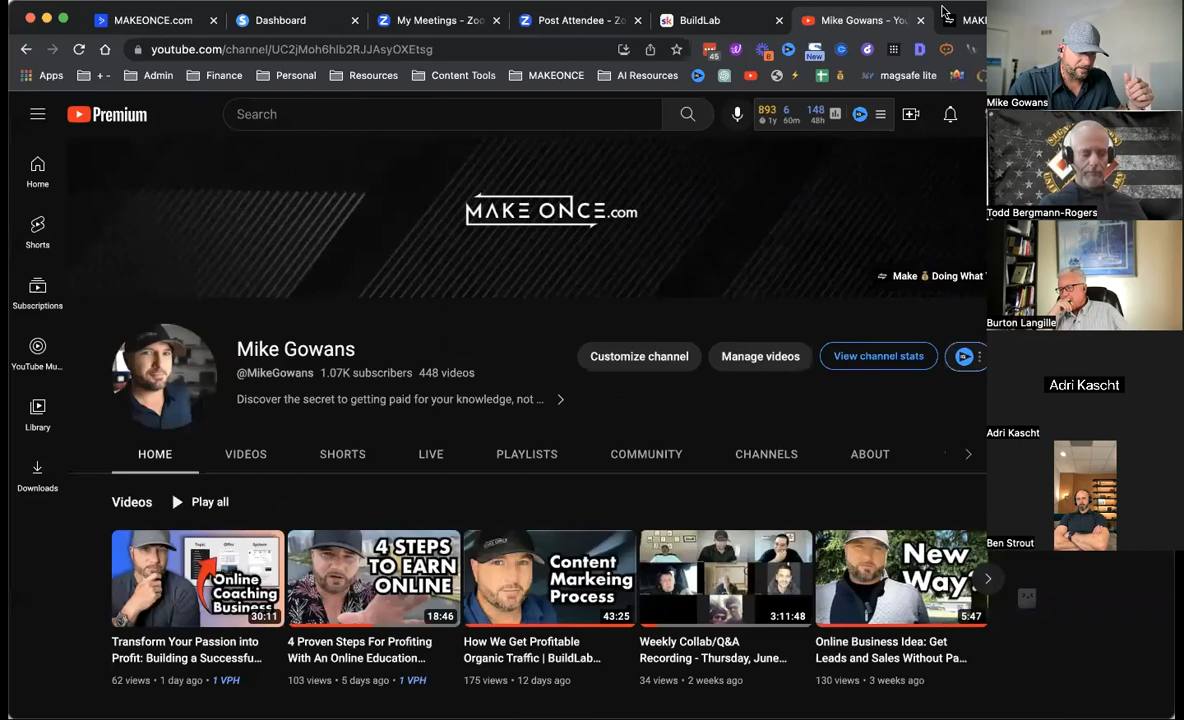 MAKEONCE.com
Dashboard
My Meetings - Zoo
Post Attendee - Zo
BuildLab
Mike Gowans - You
MAK
youtube.com/channel/UC2jMoh6hlb2RJJAsyOXEtsg
45
8
New
Apps
+ -
Admin
Finance
Personal
Resources
Content Tools
MAKEONCE
AI Resources
magsafe lite
Premium
Search
893 6 148
1y 60m 48h
Home
Shorts
Subscriptions
YouTube Mu...
Library
Downloads
MAKE ONCE.com
Make 💰 Doing What
Mike Gowans
@MikeGowans 1.07K subscribers 448 videos
Discover the secret to getting paid for your knowledge, not ...
Customize channel
Manage videos
View channel stats
HOME
VIDEOS
SHORTS
LIVE
PLAYLISTS
COMMUNITY
CHANNELS
ABOUT
Videos
Play all
Topic Offer System
Online
Coaching
Business
30:11
Transform Your Passion into
Profit: Building a Successfu...
62 views • 1 day ago • 1 VPH
4 STEPS
TO EARN
ONLINE
18:46
4 Proven Steps For Profiting
With An Online Education...
103 views • 5 days ago • 1 VPH
Content
Markeing
Process
43:25
How We Get Profitable
Organic Traffic | BuildLab...
175 views • 12 days ago
3:11:48
Weekly Collab/Q&A
Recording - Thursday, June...
34 views • 2 weeks ago
New
Way
5:47
Online Business Idea: Get
Leads and Sales Without Pa...
130 views • 3 weeks ago
Mike Gowans
Todd Bergmann-Rogers
Burton Langille
Adri Kascht
Adri Kascht
Ben Strout